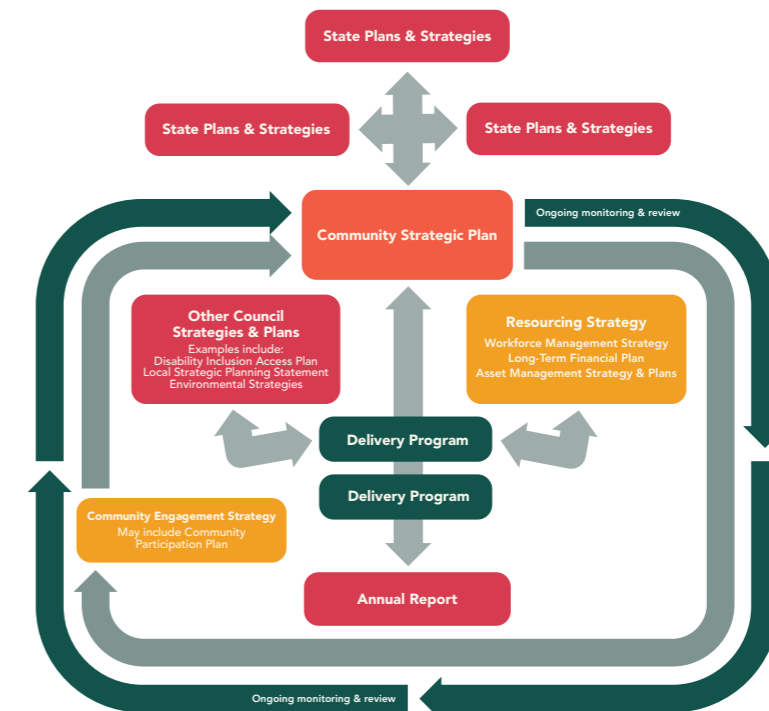 State Plans & Strategies
State Plans & Strategies
State Plans & Strategies
Community Strategic Plan
Ongoing monitoring & review
Other Council
Strategies & Plans
Examples include:
Disability Inclusion Access Plan
Local Strategic Planning Statement
Environmental Strategies
Resourcing Strategy
Workforce Management Strategy
Long-Term Financial Plan
Asset Management Strategy & Plans
Delivery Program
Delivery Program
Community Engagement Strategy
May include Community
Participation Plan
Annual Report
Ongoing monitoring & review